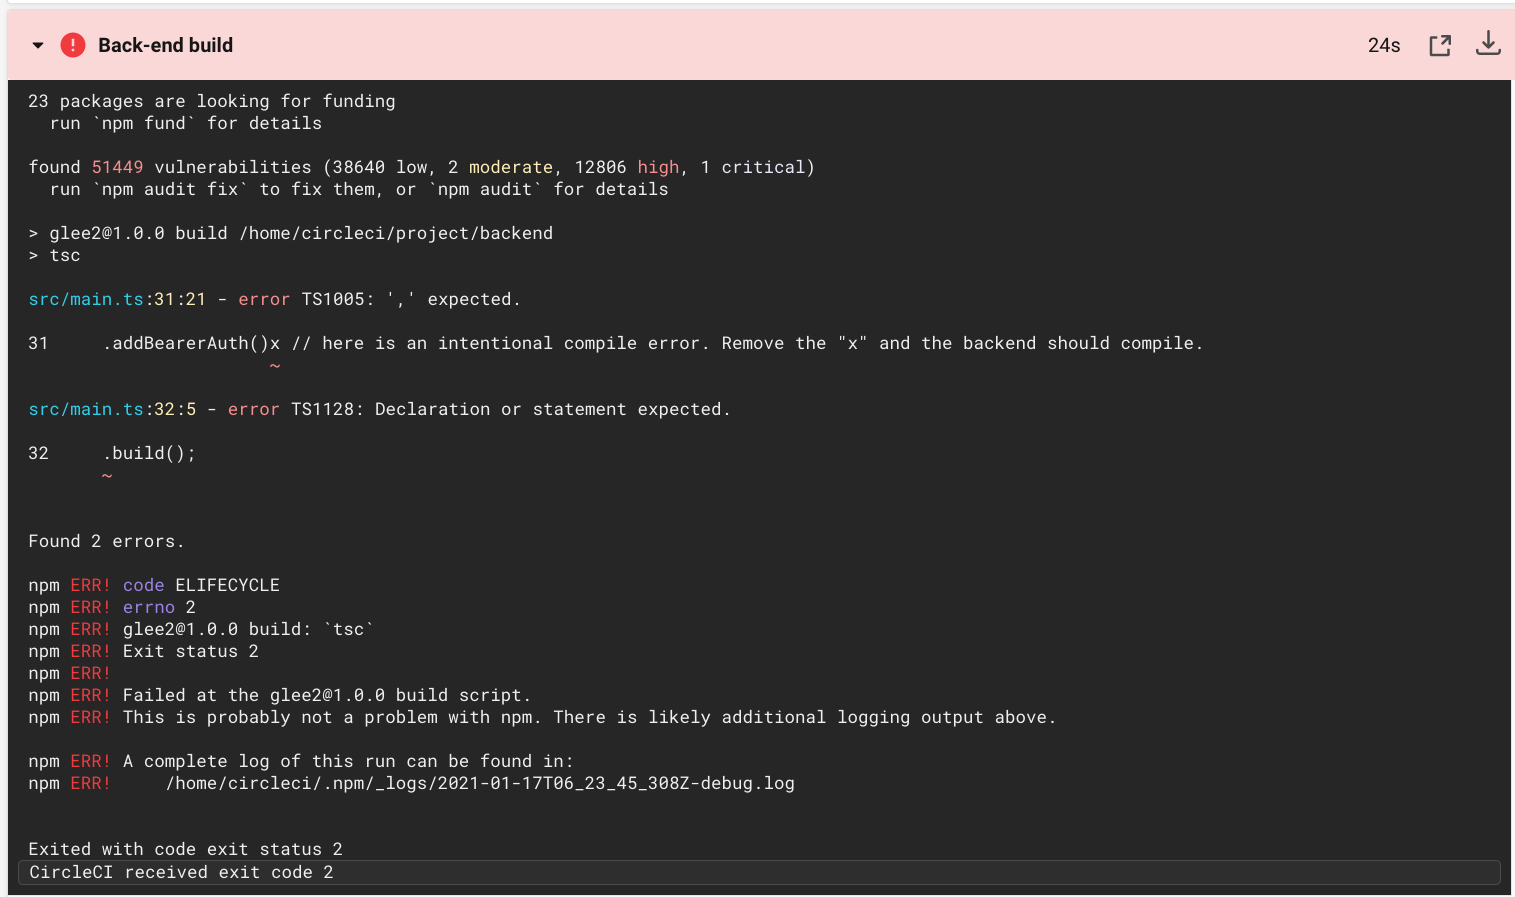 Back-end build
24s
23 packages are looking for funding
  run `npm fund` for details
found 51449 vulnerabilities (38640 low, 2 moderate, 12806 high, 1 critical)
  run `npm audit fix` to fix them, or `npm audit` for details
> glee2@1.0.0 build /home/circleci/project/backend
> tsc
src/main.ts:31:21 - error TS1005: ',' expected.
31     .addBearerAuth()x // here is an intentional compile error. Remove the "x" and the backend should compile.
                       ~
src/main.ts:32:5 - error TS1128: Declaration or statement expected.
32     .build();
       ~
Found 2 errors.
npm ERR! code ELIFECYCLE
npm ERR! errno 2
npm ERR! glee2@1.0.0 build: `tsc`
npm ERR! Exit status 2
npm ERR!
npm ERR! Failed at the glee2@1.0.0 build script.
npm ERR! This is probably not a problem with npm. There is likely additional logging output above.
npm ERR! A complete log of this run can be found in:
npm ERR!     /home/circleci/.npm/_logs/2021-01-17T06_23_45_308Z-debug.log
Exited with code exit status 2
CircleCI received exit code 2